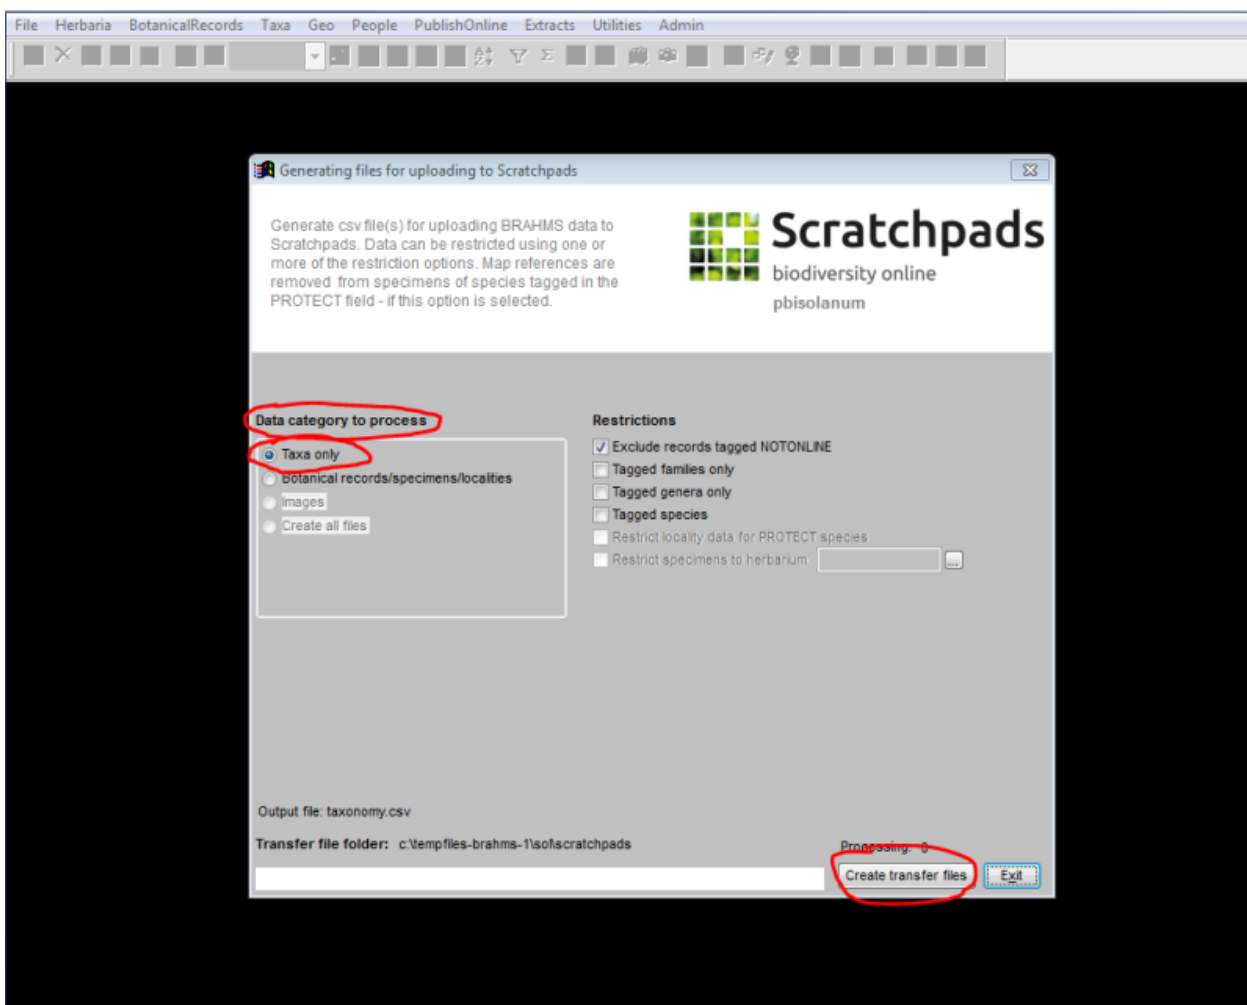 File Herbaria BotanicalRecords Taxa Geo People PublishOnline Extracts Utilities Admin
Generating files for uploading to Scratchpads
Generate csv file(s) for uploading BRAHMS data to
Scratchpads. Data can be restricted using one or
more of the restriction options. Map references are
removed from specimens of species tagged in the
PROTECT field - if this option is selected.
Scratchpads
biodiversity online
pbisolanum
Data category to process
Taxa only
Botanical records/specimens/localities
Images
Create all files
Restrictions
Exclude records tagged NOTONLINE
Tagged families only
Tagged genera only
Tagged species
Restrict locality data for PROTECT species
Restrict specimens to herbarium: ...
Output file: taxonomy.csv
Transfer file folder: c:\tempfiles-brahms-1\sol\scratchpads
Processing: 0
Create transfer files Exit